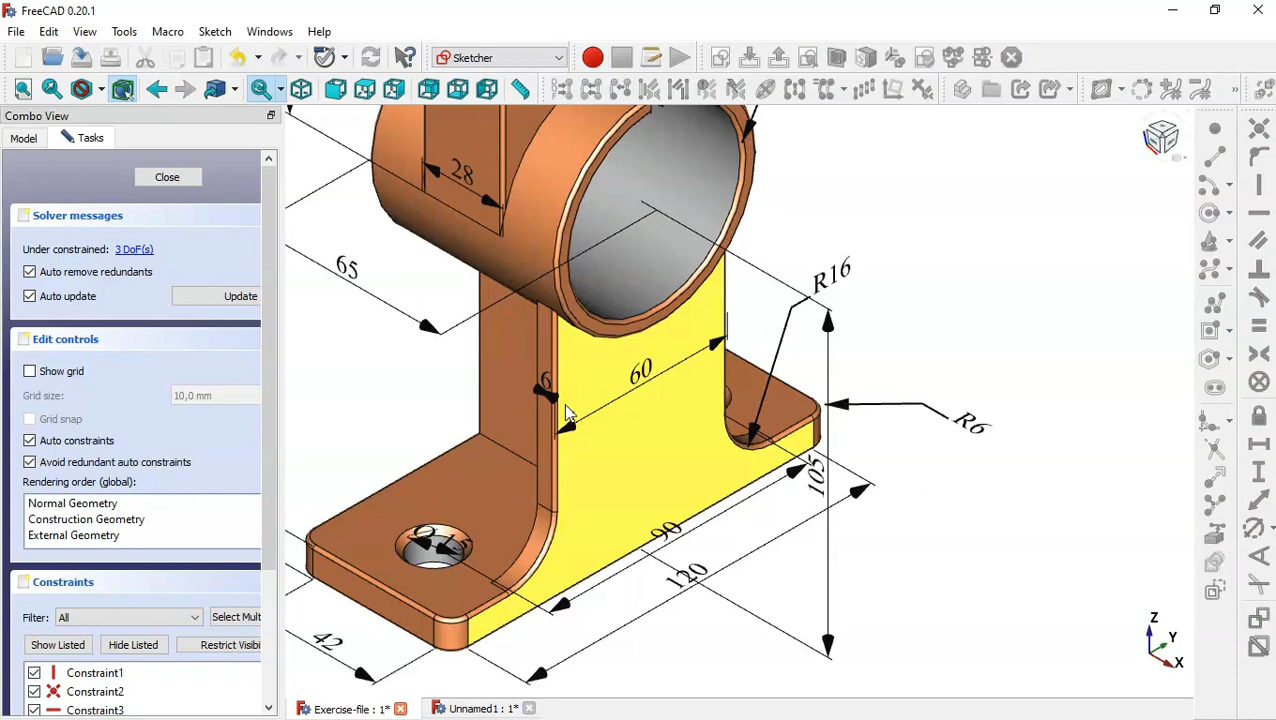 FreeCAD 0.20.1
File Edit View Tools Macro Sketch Windows Help
Sketcher
Combo View
Model Tasks
Close
Solver messages
Under constrained: 3 DoF(s)
Auto remove redundants
Auto update Update
Edit controls
Show grid
Grid size: 10,0 mm
Grid snap
Auto constraints
Avoid redundant auto constraints
Rendering order (global):
Normal Geometry
Construction Geometry
External Geometry
Constraints
Filter: All Select Mult
Show Listed Hide Listed Restrict Visibi
Constraint1
Constraint2
Constraint3
28
65
R16
60
6
R6
105
90
120
42
Z
Y
X
Exercise-file : 1* Unnamed1 : 1*